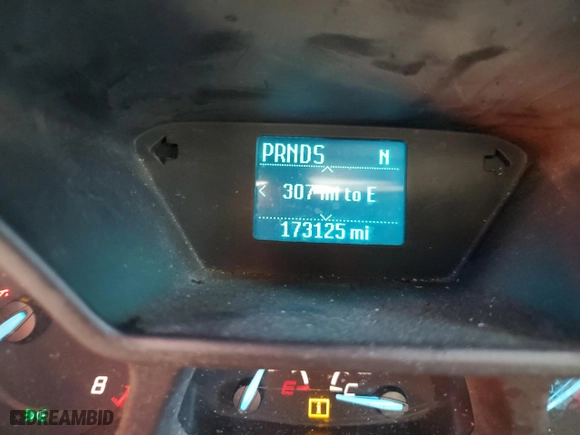 PRNDS N
307 mi to E
173125 mi
8
E
C
DREAMBID